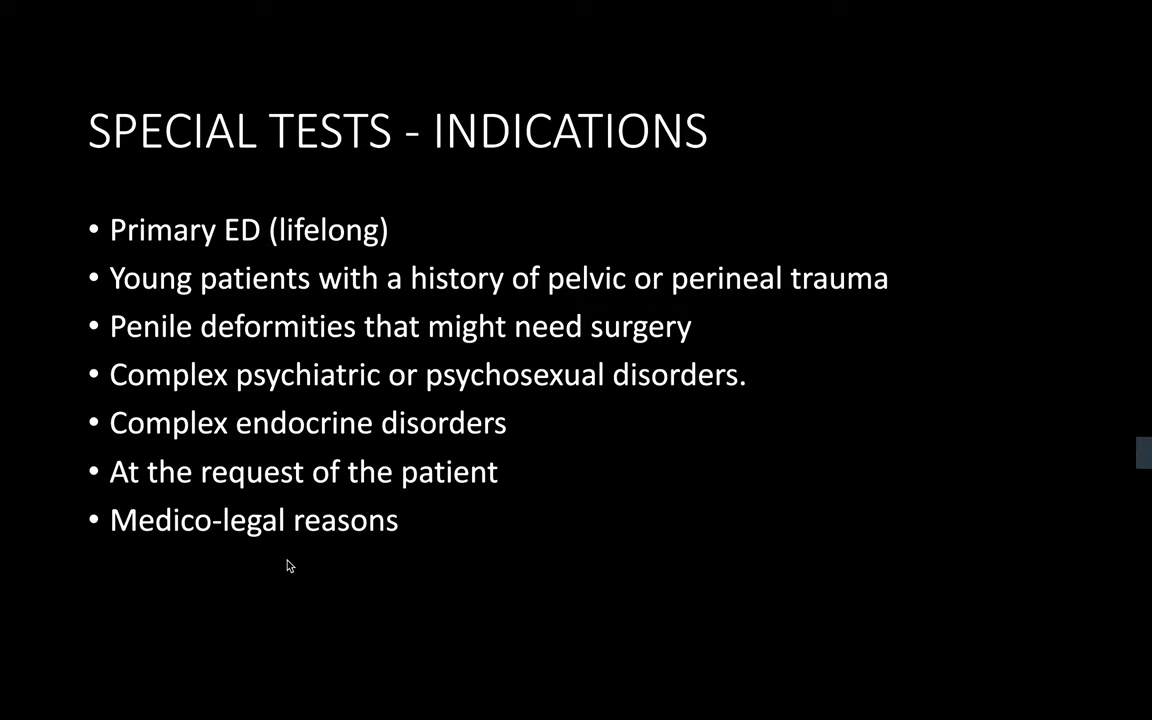 SPECIAL TESTS - INDICATIONS
• Primary ED (lifelong)
• Young patients with a history of pelvic or perineal trauma
• Penile deformities that might need surgery
• Complex psychiatric or psychosexual disorders.
• Complex endocrine disorders
• At the request of the patient
• Medico-legal reasons